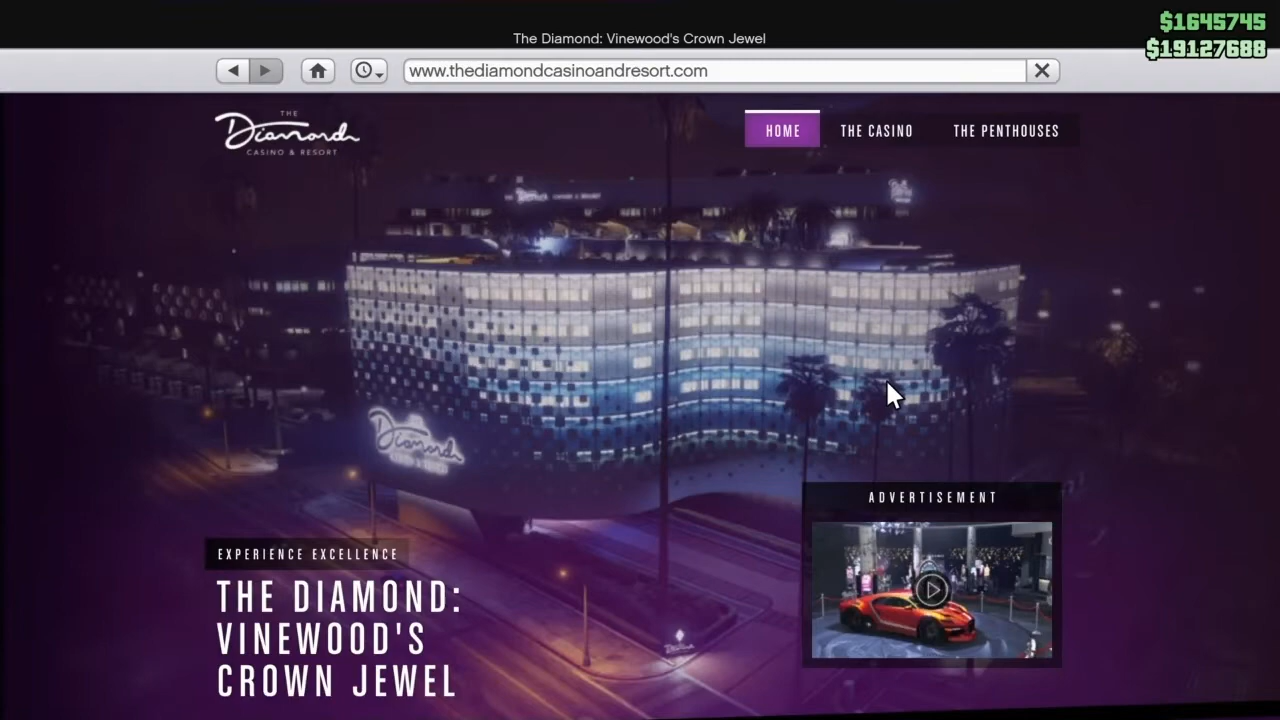 $1645745
The Diamond: Vinewood's Crown Jewel
$19127688
www.thediamondcasinoandresort.com
THE
Diamond
CASINO & RESORT
HOME
THE CASINO
THE PENTHOUSES
Diamond
ADVERTISEMENT
EXPERIENCE EXCELLENCE
THE DIAMOND:
VINEWOOD'S
CROWN JEWEL